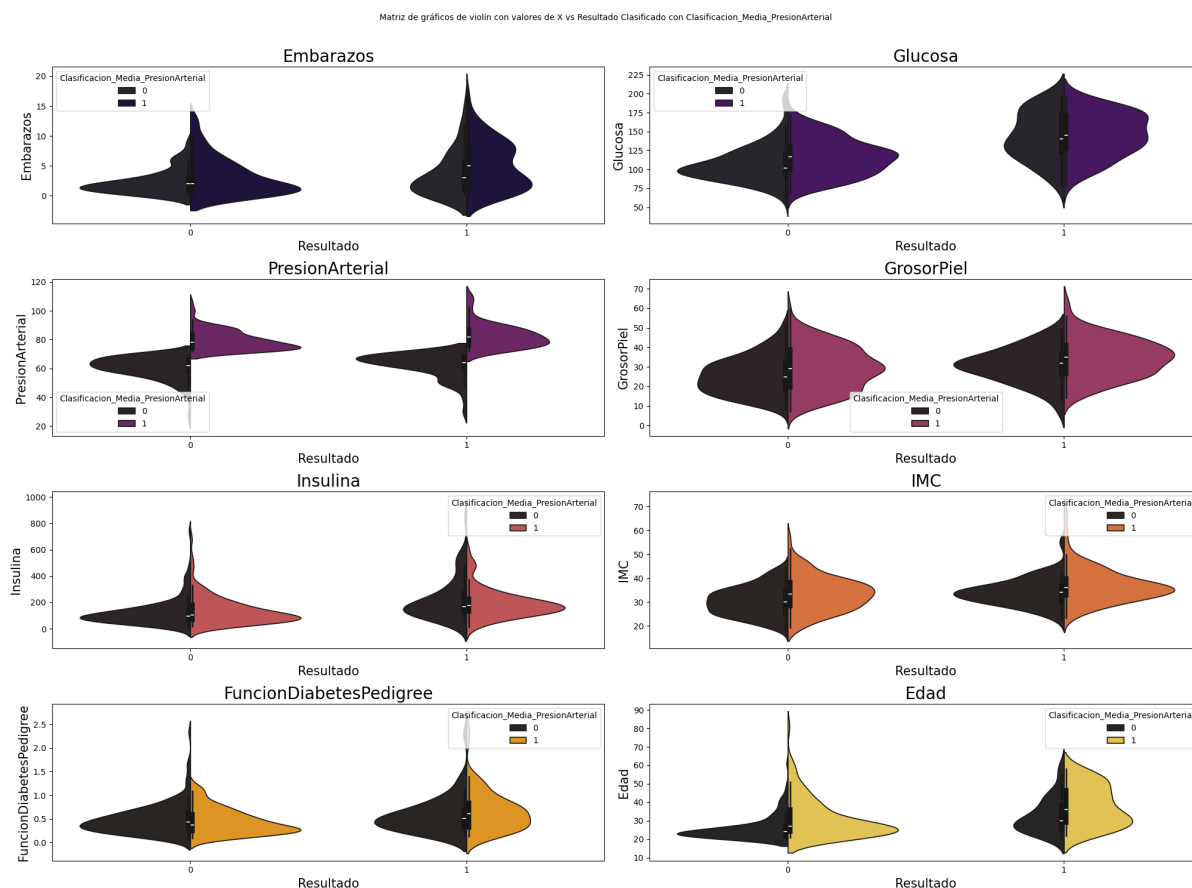 Matriz de gráficos de violín con valores de X vs Resultado Clasificado con Clasificacion_Media_PresionArterial
Embarazos
Clasificacion_Media_PresionArterial
0
1
Embarazos
20
15
10
5
0
0
1
Resultado
Glucosa
Clasificacion_Media_PresionArterial
0
1
Glucosa
225
200
175
150
125
100
75
50
0
1
Resultado
PresionArterial
PresionArterial
120
100
80
60
40
20
Clasificacion_Media_PresionArterial
0
1
0
1
Resultado
GrosorPiel
GrosorPiel
70
60
50
40
30
20
10
0
Clasificacion_Media_PresionArterial
0
1
0
1
Resultado
Insulina
Clasificacion_Media_PresionArterial
0
1
Insulina
1000
800
600
400
200
0
0
1
Resultado
IMC
Clasificacion_Media_PresionArterial
0
1
IMC
70
60
50
40
30
20
0
1
Resultado
FuncionDiabetesPedigree
Clasificacion_Media_PresionArterial
0
1
FuncionDiabetesPedigree
2.5
2.0
1.5
1.0
0.5
0.0
0
1
Resultado
Edad
Clasificacion_Media_PresionArterial
0
1
Edad
90
80
70
60
50
40
30
20
10
0
1
Resultado